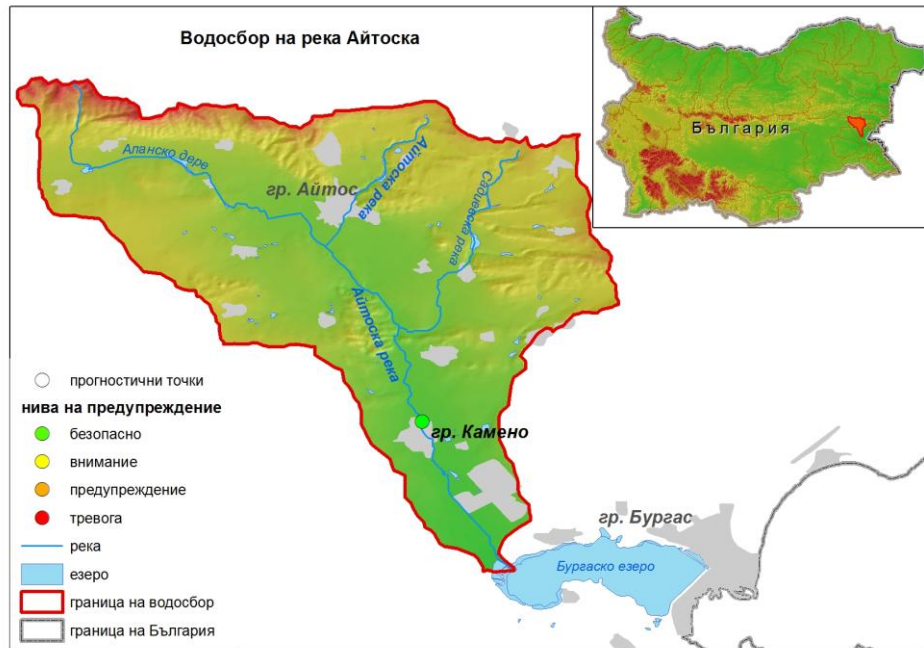 Водосбор на река Айтоска
България
Аланско дере
Айтоска река
гр. Айтос
Садиевска река
Айтоска река
прогностични точки
нива на предупреждение
безопасно
гр. Камено
внимание
предупреждение
тревога
гр. Бургас
река
езеро
Бургаско езеро
граница на водосбор
граница на България